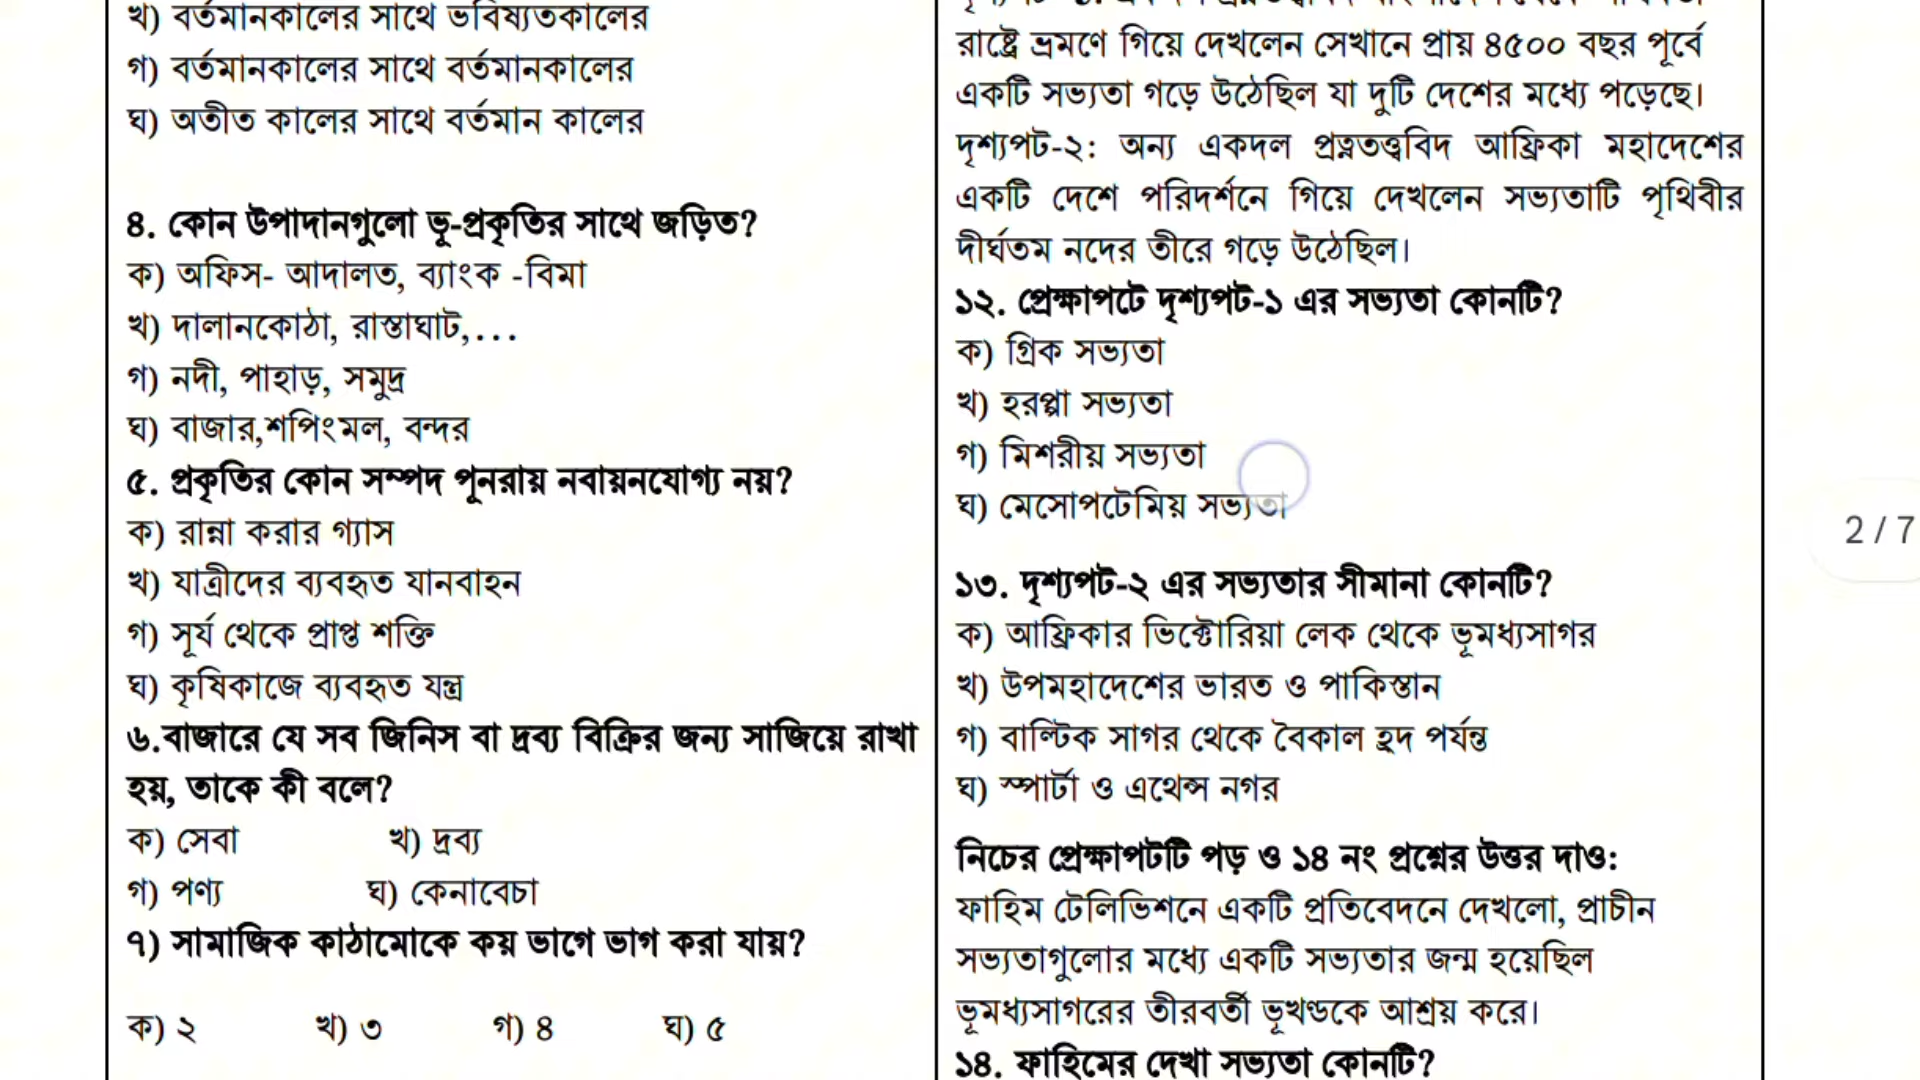 খ) বর্তমানকালের সাথে ভবিষ্যতকালের
গ) বর্তমানকালের সাথে বর্তমানকালের
ঘ) অতীত কালের সাথে বর্তমান কালের
৪. কোন উপাদানগুলো ভূ-প্রকৃতির সাথে জড়িত?
ক) অফিস- আদালত, ব্যাংক -বিমা
খ) দালানকোঠা, রাস্তাঘাট,...
গ) নদী, পাহাড়, সমুদ্র
ঘ) বাজার,শপিংমল, বন্দর
৫. প্রকৃতির কোন সম্পদ পূনরায় নবায়নযোগ্য নয়?
ক) রান্না করার গ্যাস
খ) যাত্রীদের ব্যবহৃত যানবাহন
গ) সূর্য থেকে প্রাপ্ত শক্তি
ঘ) কৃষিকাজে ব্যবহৃত যন্ত্র
৬.বাজারে যে সব জিনিস বা দ্রব্য বিক্রির জন্য সাজিয়ে রাখা
হয়, তাকে কী বলে?
ক) সেবা খ) দ্রব্য
গ) পণ্য ঘ) কেনাবেচা
৭) সামাজিক কাঠামোকে কয় ভাগে ভাগ করা যায়?
ক) ২ খ) ৩ গ) ৪ ঘ) ৫
রাষ্ট্রে ভ্রমণে গিয়ে দেখলেন সেখানে প্রায় ৪৫০০ বছর পূর্বে
একটি সভ্যতা গড়ে উঠেছিল যা দুটি দেশের মধ্যে পড়েছে।
দৃশ্যপট-২: অন্য একদল প্রত্নতত্ত্ববিদ আফ্রিকা মহাদেশের
একটি দেশে পরিদর্শনে গিয়ে দেখলেন সভ্যতাটি পৃথিবীর
দীর্ঘতম নদের তীরে গড়ে উঠেছিল।
১২. প্রেক্ষাপটে দৃশ্যপট-১ এর সভ্যতা কোনটি?
ক) গ্রিক সভ্যতা
খ) হরপ্পা সভ্যতা
গ) মিশরীয় সভ্যতা
ঘ) মেসোপটেমিয় সভ্যতা
১৩. দৃশ্যপট-২ এর সভ্যতার সীমানা কোনটি?
ক) আফ্রিকার ভিক্টোরিয়া লেক থেকে ভূমধ্যসাগর
খ) উপমহাদেশের ভারত ও পাকিস্তান
গ) বাল্টিক সাগর থেকে বৈকাল হ্রদ পর্যন্ত
ঘ) স্পার্টা ও এথেন্স নগর
নিচের প্রেক্ষাপটটি পড় ও ১৪ নং প্রশ্নের উত্তর দাও:
ফাহিম টেলিভিশনে একটি প্রতিবেদনে দেখলো, প্রাচীন
সভ্যতাগুলোর মধ্যে একটি সভ্যতার জন্ম হয়েছিল
ভূমধ্যসাগরের তীরবর্তী ভূখণ্ডকে আশ্রয় করে।
১৪. ফাহিমের দেখা সভ্যতা কোনটি?
2 / 7